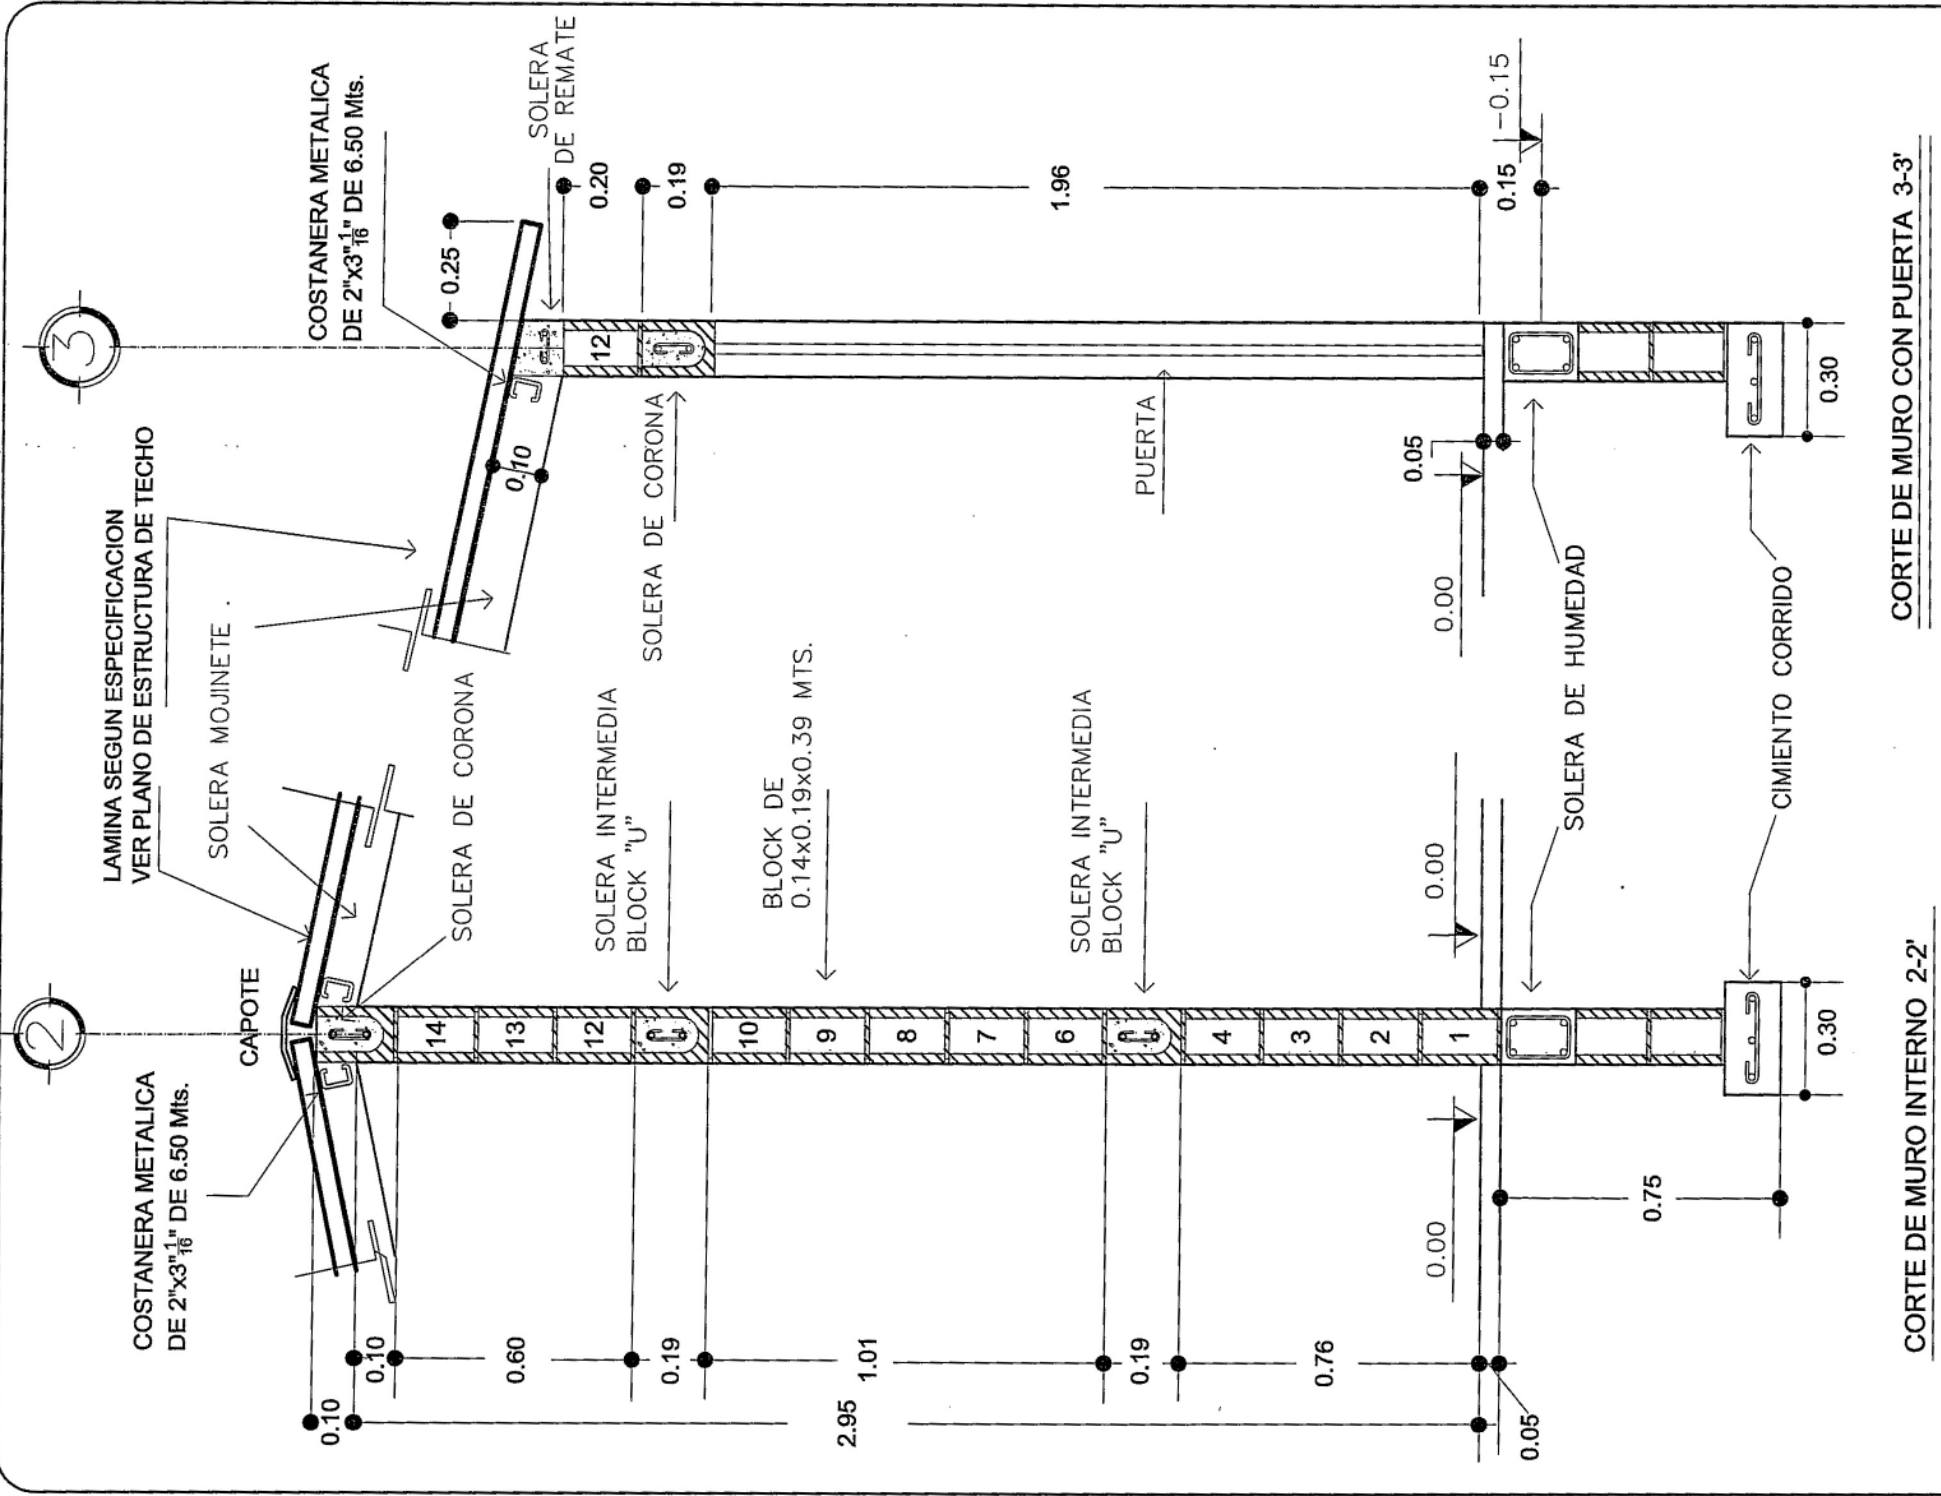 2
3
COSTANERA METALICA
DE 2"x3"1/16" DE 6.50 Mts.
CAPOTE
LAMINA SEGUN ESPECIFICACION
VER PLANO DE ESTRUCTURA DE TECHO
SOLERA MOJINETE
COSTANERA METALICA
DE 2"x3"1/16" DE 6.50 Mts.
SOLERA
DE REMATE
0.25
0.10
0.20
0.19
1.96
0.15
-0.15
12
SOLERA DE CORONA
SOLERA DE CORONA
SOLERA INTERMEDIA
BLOCK "U"
BLOCK DE
0.14x0.19x0.39 MTS.
SOLERA INTERMEDIA
BLOCK "U"
PUERTA
0.05
0.00
0.00
0.00
SOLERA DE HUMEDAD
CIMIENTO CORRIDO
14
13
12
10
9
8
7
6
4
3
2
1
0.10
0.10
0.60
0.19
1.01
0.19
0.76
2.95
0.05
0.75
0.30
0.30
CORTE DE MURO INTERNO 2-2'
CORTE DE MURO CON PUERTA 3-3'